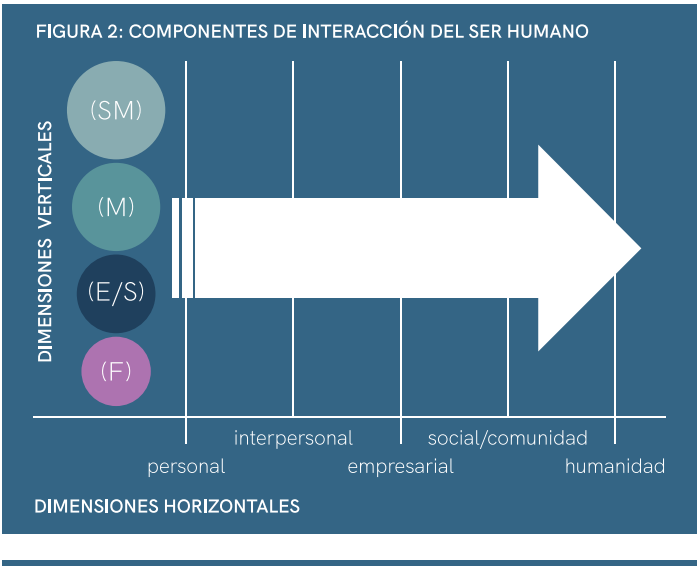 FIGURA 2: COMPONENTES DE INTERACCIÓN DEL SER HUMANO
DIMENSIONES VERTICALES
(SM)
(M)
(E/S)
(F)
interpersonal social/comunidad
personal empresarial humanidad
DIMENSIONES HORIZONTALES